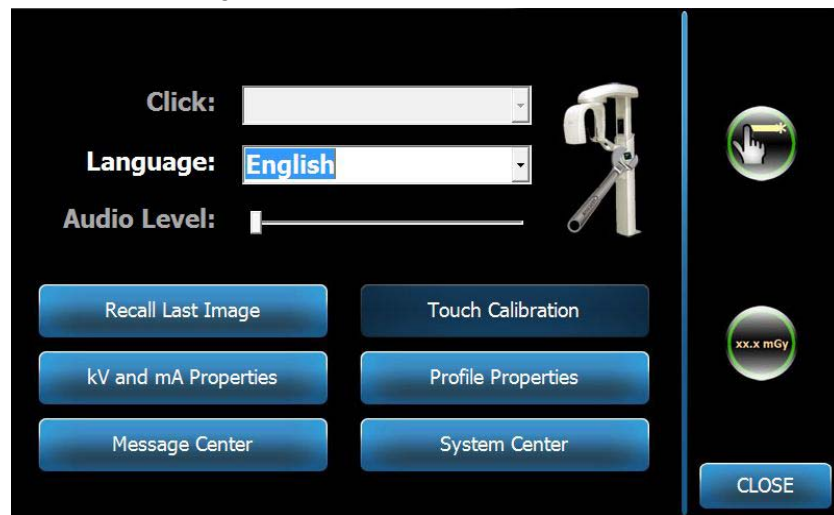 Click:
Language: English
Audio Level:
Recall Last Image
Touch Calibration
kV and mA Properties
Profile Properties
Message Center
System Center
xx.x mGy
CLOSE